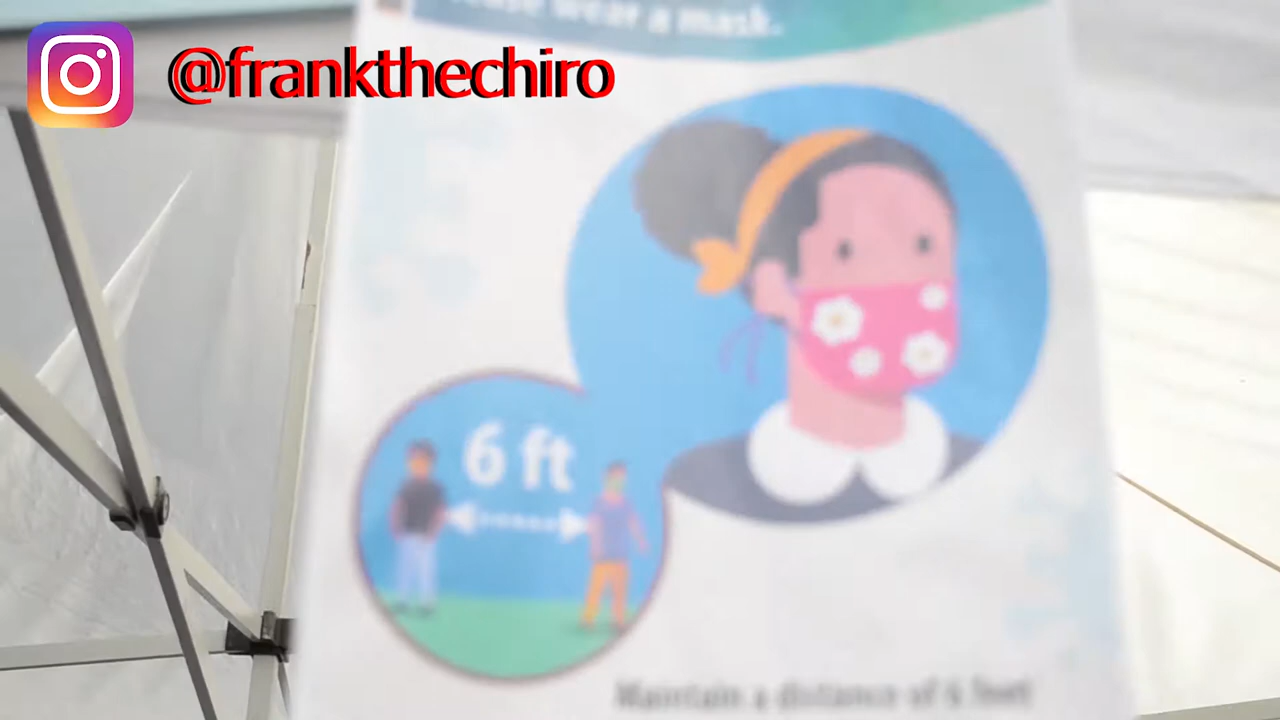 @frankthechiro
wear a mask.
6 ft
Maintain a distance of 6 feet